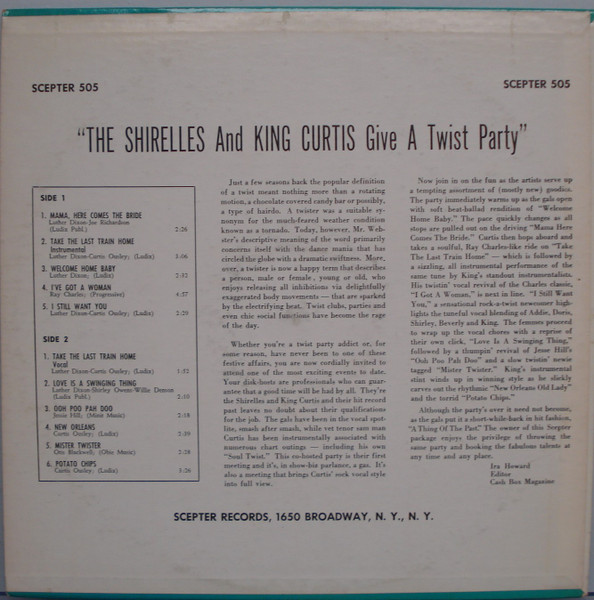 SCEPTER 505
SCEPTER 505
"THE SHIRELLES And KING CURTIS Give A Twist Party"
SIDE 1
1. MAMA, HERE COMES THE BRIDE
Luther Dixon-Joe Richardson
(Ludix Publ.) 2:26
2. TAKE THE LAST TRAIN HOME
Instrumental
Luther Dixon-Curtis Ousley; (Ludix)
3. WELCOME HOME BABY
Luther Dixon; (Ludix) 2:32
4. I'VE GOT A WOMAN
Ray Charles; (Progressive) 4:37
5. I STILL WANT YOU
Luther Dixon-Curtis Ousley; (Ludix) 2:29
SIDE 2
1. TAKE THE LAST TRAIN HOME
Vocal
Luther Dixon-Curtis Ousley; (Ludix) 1:52
2. LOVE IS A SWINGING THING
Luther Dixon-Shirley Owens-Willie Denson
(Ludix Publ.)
3. OOH POO PAH DOO
Jessie Hill; (Minit Music) 2:18
4. NEW ORLEANS
Curtis Ousley; (Ludix) 2:39
5. MISTER TWISTER
Otis Blackwell; (Obie Music) 2:28
6. POTATO CHIPS
Curtis Ousley; (Ludix) 1:26
Just a few seasons back the popular definition
of a twist meant nothing more than a rotating
motion, a chocolate covered candy bar or possibly,
a type of hairdo. A twister was a suitable sy-
nonym for the much-feared weather condition
known as a tornado. Today, however, Mr. Web-
ster's descriptive meaning of the word primarily
concerns itself with the dance mania that has
circled the globe with a dramatic swiftness. More,
over, a twister is now a happy term that describes
a person, male or female, young or old, who
enjoys releasing all inhibitions via delightfully
exaggerated body movements — that are sparked
by the electrifying beat. Twist clubs, parties and
even chic social functions have become the rage
of the day.
Whether you're a twist party addict or, for
some reason, have never been to one of these
festive affairs, you are now cordially invited to
attend one of the most exciting events to date.
Your disk-hosts are professionals who can guar-
antee that a good time will be had by all. They're
the Shirelles and King Curtis and their hit record
past leaves no doubt about their qualifications
for the job. The gals have been in the vocal spot-
lite, smash after smash, while vet tenor sax man
Curtis has been instrumentally associated with
numerous chart outings — including his own
"Soul Twist." This co-hosted party is their first
meeting and it's, in show-biz parlance, a gas. It's
also a meeting that brings Curtis' rock vocal style
into full view.
Now join in on the fun as the artists serve up
a tempting assortment of (mostly new) goodies.
The party immediately warms up as the gals open
with soft beat-ballad rendition of "Welcome
Home Baby." The pace quickly changes as all
stops are pulled out on the driving "Mama Here
Comes The Bride." Curtis then hops aboard and
takes a soulful, Ray Charles-like ride on "Take
The Last Train Home" — which is followed by
a sizzling, all instrumental performance of the
same tune by King's standout instrumentalists.
His twistin' vocal revival of the Charles classic,
"I Got A Woman," is next in line. "I Still Want
You," a sensational rock-a-twist newcomer high-
lights the tuneful vocal blending of Addie, Doris,
Shirley, Beverly and King. The femmes proceed
to wrap up the vocal chores with a reprise of
their own click, "Love Is A Swinging Thing,"
followed by a thumpin' revival of Jesse Hill's
"Ooh Poo Pah Doo" and a slow twistin' newie
tagged "Mister Twister." King's instrumental
stint winds up in winning style as he slickly
carves out the rhythmic "New Orleans Old Lady"
and the torrid "Potato Chips."
Although the party's over it need not become,
as the gals put it a short-while-back in hit fashion,
"A Thing Of The Past." The owner of this Scepter
package enjoys the privilege of throwing the
same party and booking the fabulous talents at
any time and any place.
Ira Howard
Editor
Cash Box Magazine
SCEPTER RECORDS, 1650 BROADWAY, N. Y., N. Y.